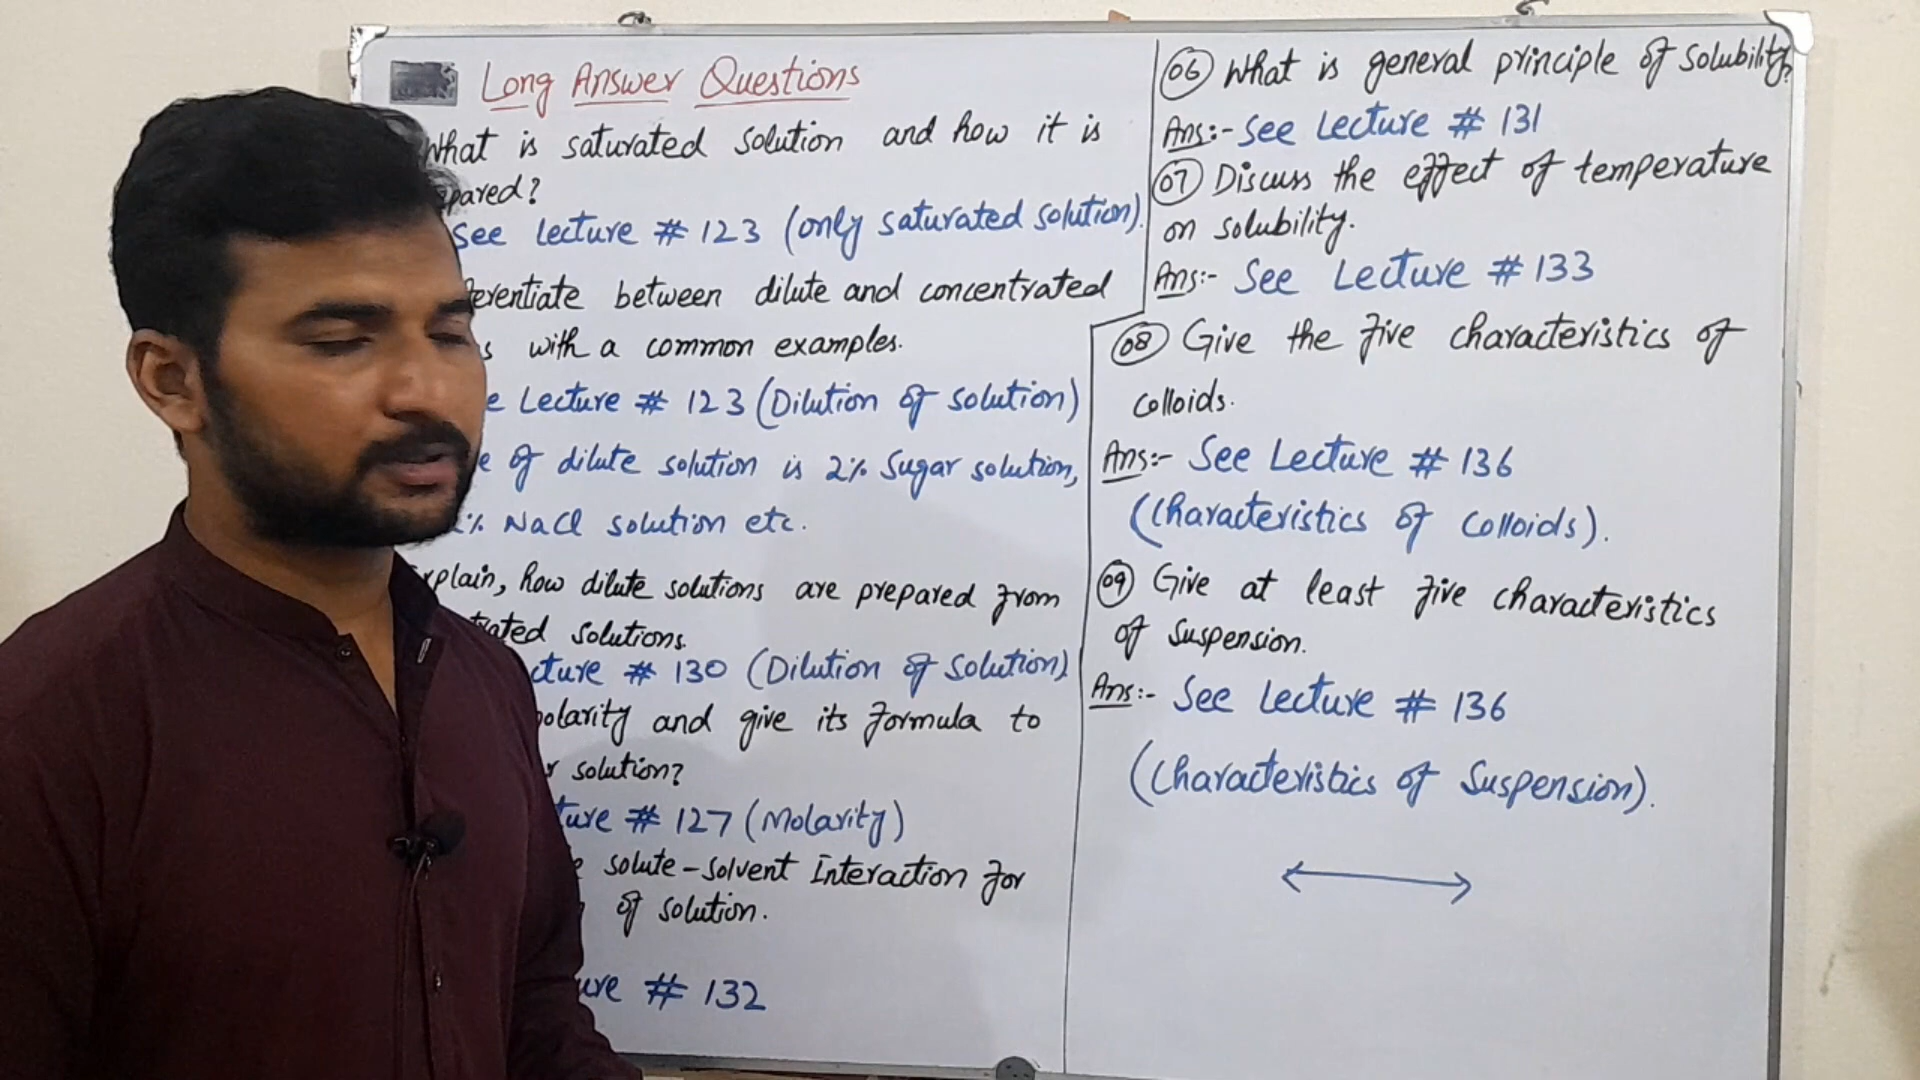 Long Answer Questions
What is saturated solution and how it is
pared?
See Lecture # 123 (only saturated solution).
erentiate between dilute and concentrated
s with a common examples.
e Lecture # 123 (Dilution of solution)
e of dilute solution is 2% Sugar solution,
% NaCl solution etc.
xplain, how dilute solutions are prepared from
trated solutions.
cture # 130 (Dilution of solution)
olarity and give its formula to
r solution?
ture # 127 (Molarity)
e solute-solvent Interaction for
of solution.
ure # 132
06 What is general principle of solubility?
Ans:- See Lecture # 131
07 Discuss the effect of temperature
on solubility.
Ans:- See Lecture # 133
08 Give the five characteristics of
colloids.
Ans:- See Lecture # 136
(Characteristics of Colloids).
09 Give at least five characteristics
of suspension.
Ans:- See Lecture # 136
(Characteristics of Suspension).